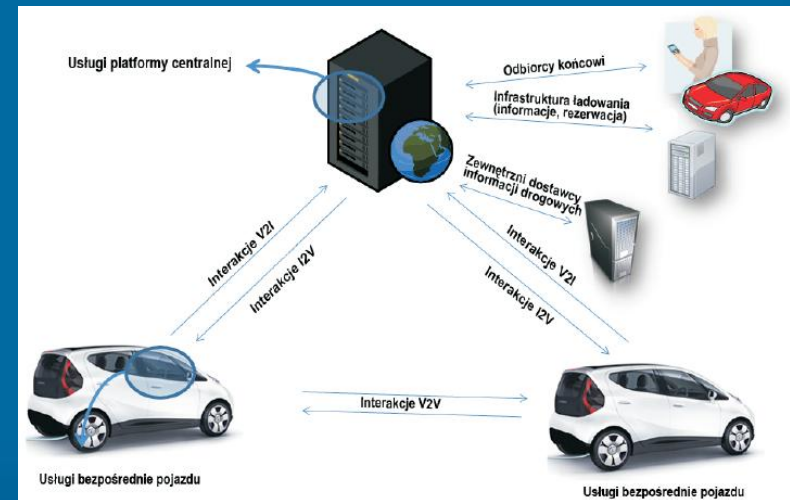 Usługi platformy centralnej
Odbiorcy końcowi
Infrastruktura ładowania
(informacje, rezerwacja)
Zewnętrzni dostawcy
informacji drogowych
Interakcje V2I
Interakcje I2V
Interakcje V2I
Interakcje I2V
Interakcje V2V
Usługi bezpośrednie pojazdu
Usługi bezpośrednie pojazdu